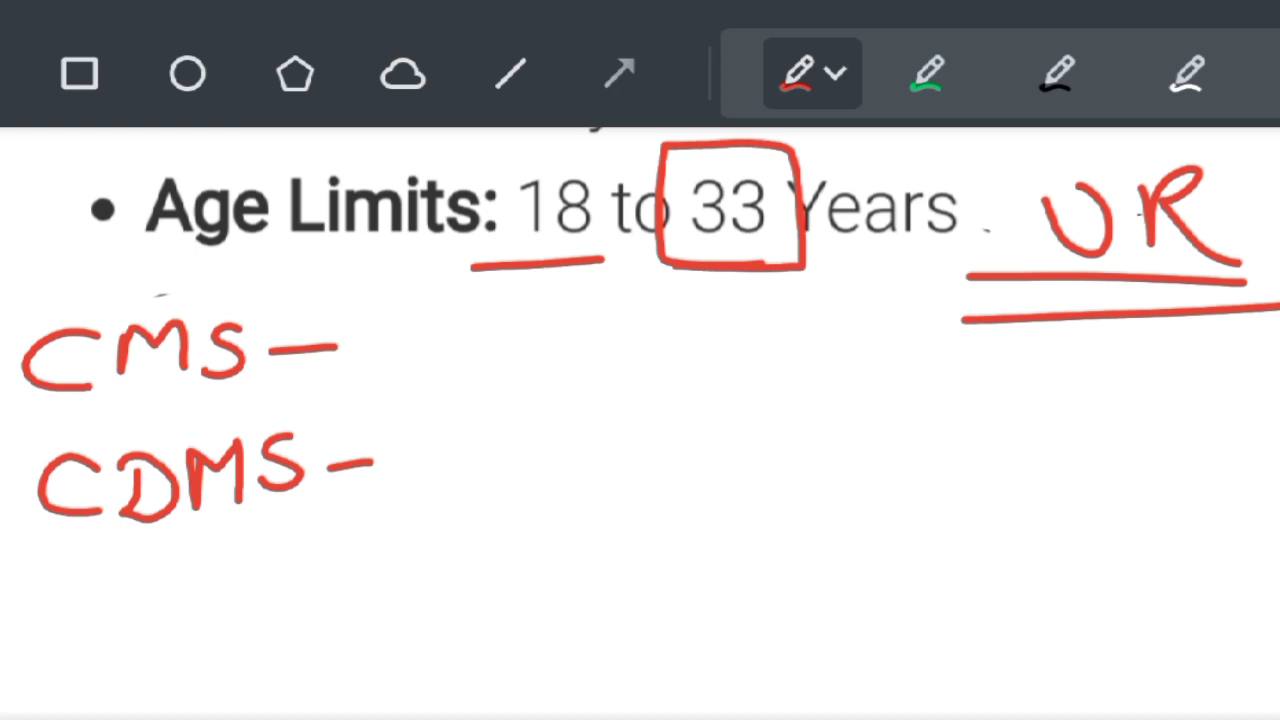 • Age Limits: 18 to 33 Years . UR
CMS –
CDMS –